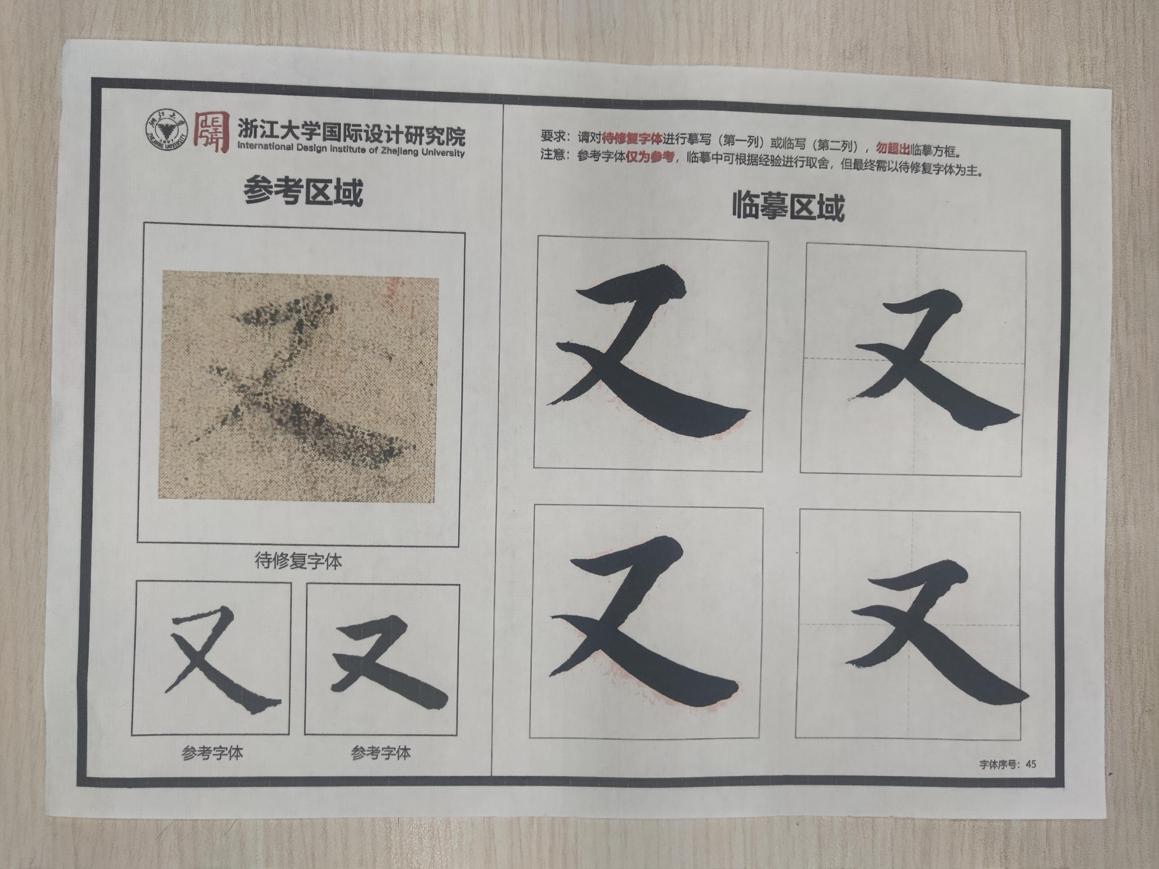 浙江大学国际设计研究院
International Design Institute of Zhejiang University
参考区域
又
待修复字体
又
又
参考字体
参考字体
要求：请对待修复字体进行摹写（第一列）或临写（第二列），勿超出临摹方框。
注意：参考字体仅为参考，临摹中可根据经验进行取舍，但最终需以待修复字体为主。
临摹区域
又
又
又
又
字体序号：45